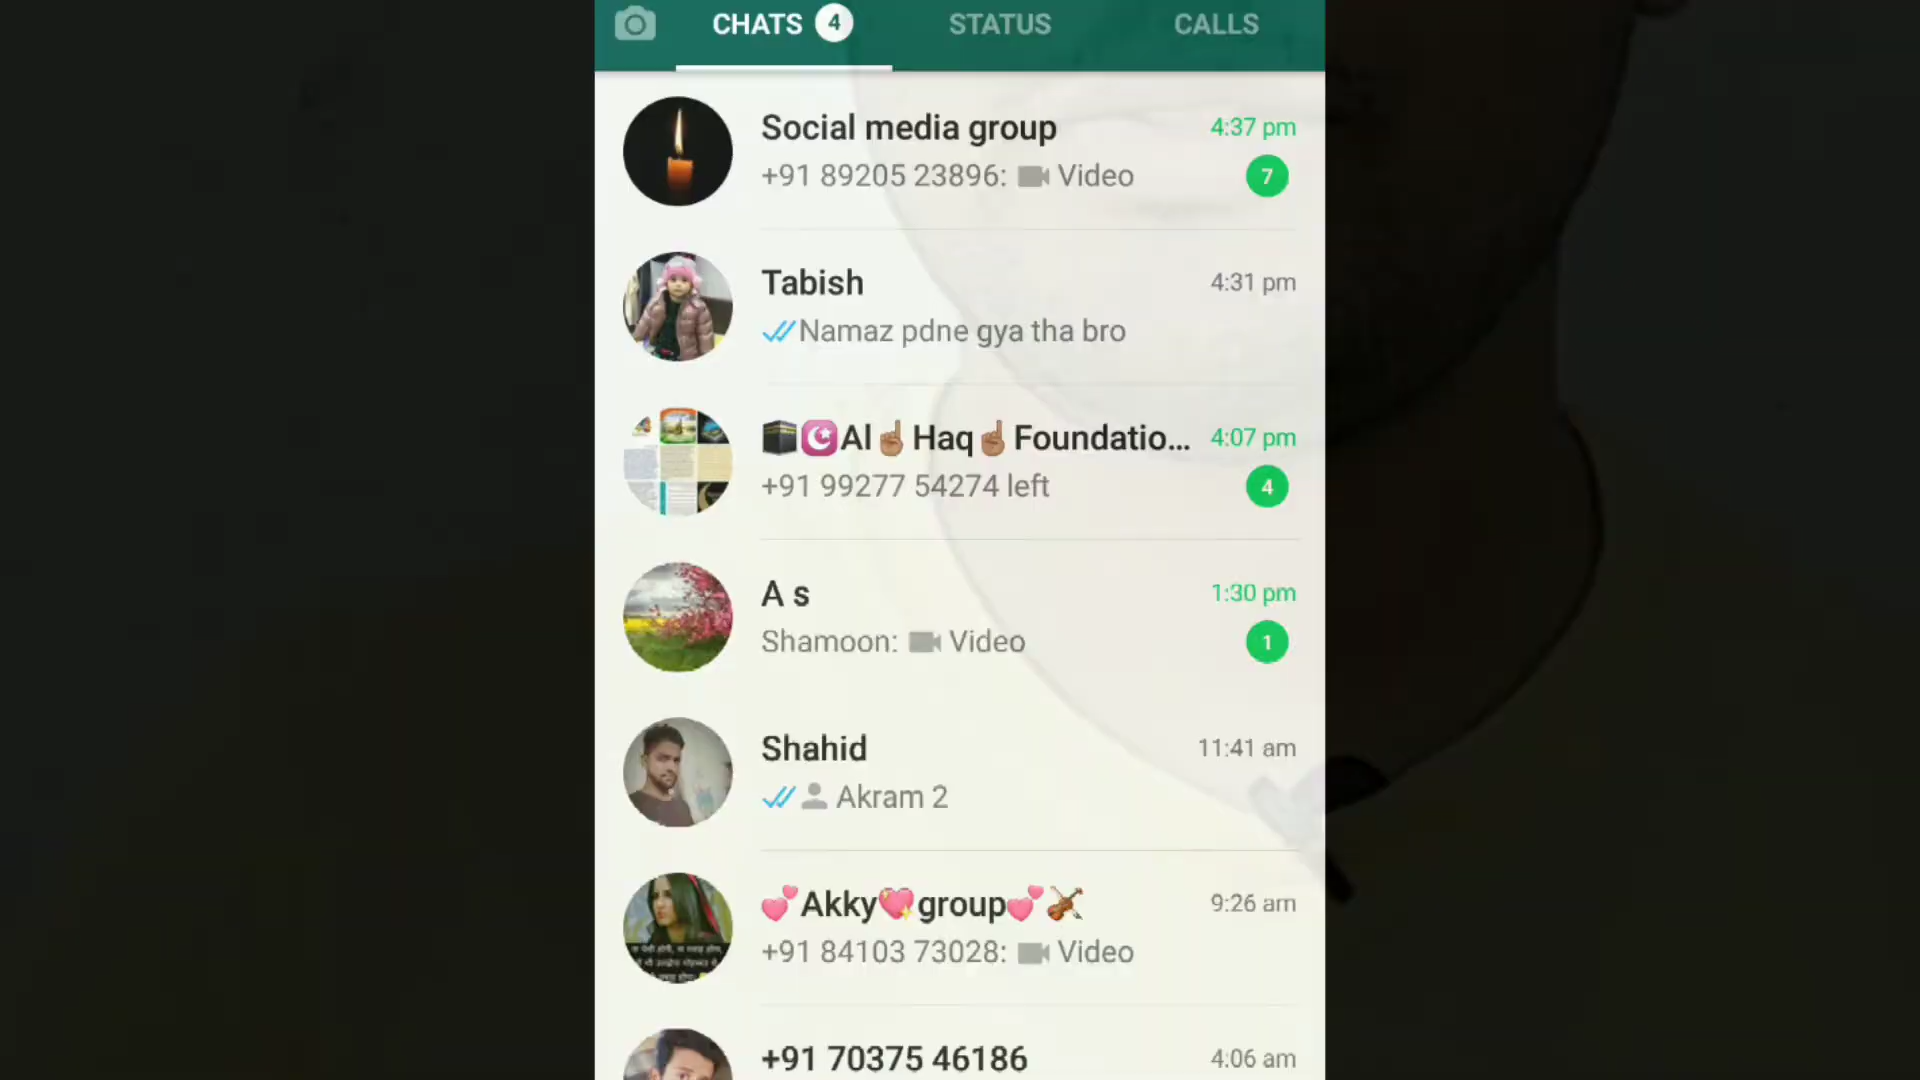 CHATS 4 STATUS CALLS
Social media group 4:37 pm
+91 89205 23896: Video 7
Tabish 4:31 pm
Namaz pdne gya tha bro
Al Haq Foundatio... 4:07 pm
+91 99277 54274 left 4
A s 1:30 pm
Shamoon: Video 1
Shahid 11:41 am
Akram 2
Akky group 9:26 am
+91 84103 73028: Video
+91 70375 46186 4:06 am